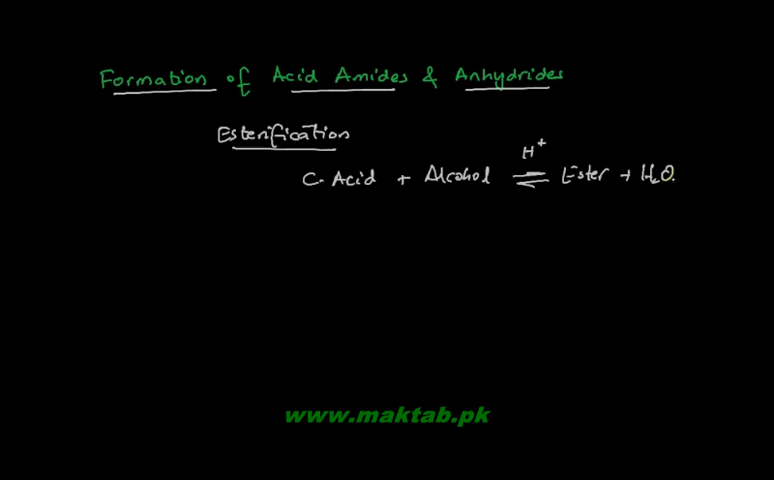 Formation of Acid Amides & Anhydrides
Esterification
H+
C. Acid + Alcohol ⇌ Ester + H₂O.
www.maktab.pk